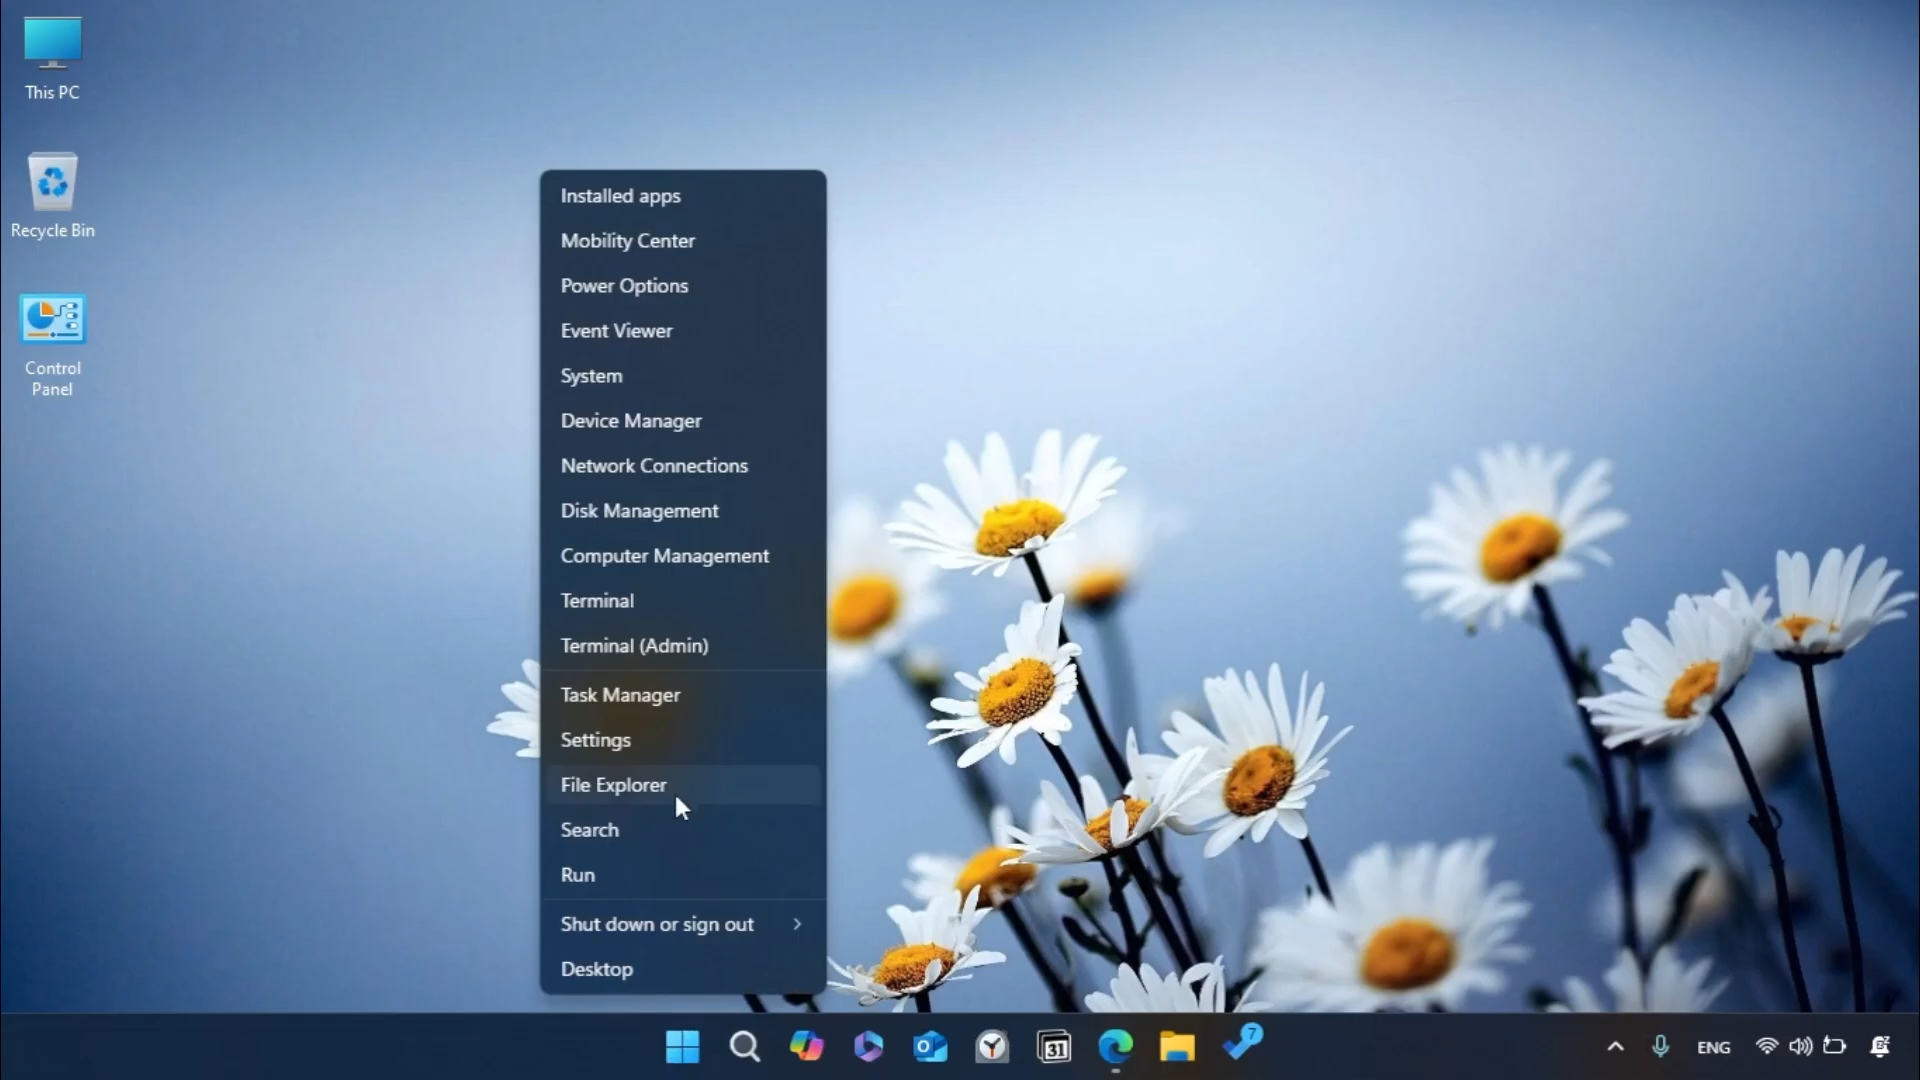 This PC
Recycle Bin
Control
Panel
Installed apps
Mobility Center
Power Options
Event Viewer
System
Device Manager
Network Connections
Disk Management
Computer Management
Terminal
Terminal (Admin)
Task Manager
Settings
File Explorer
Search
Run
Shut down or sign out
Desktop
31
7
ENG